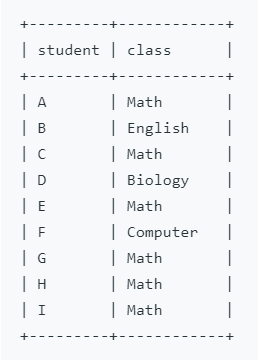 +---------+------------+
| student | class      |
+---------+------------+
| A       | Math       |
| B       | English    |
| C       | Math       |
| D       | Biology    |
| E       | Math       |
| F       | Computer   |
| G       | Math       |
| H       | Math       |
| I       | Math       |
+---------+------------+